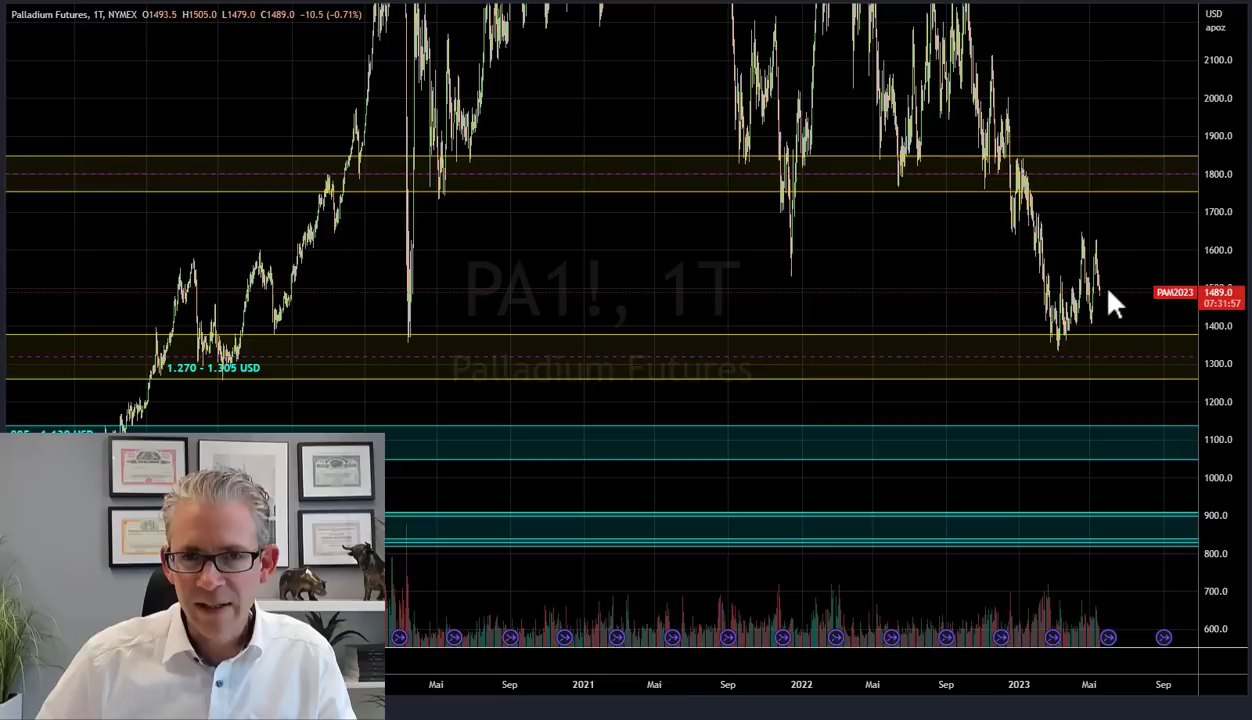 Palladium Futures, 1T, NYMEX O1493.5 H1505.0 L1479.0 C1489.0 −10.5 (−0.71%)
USD
apoz
2100.0
2000.0
1900.0
1800.0
1700.0
1600.0
PA1!, 1T
PAM2023 1489.0
07:31:57
1400.0
1300.0
Palladium Futures
1.270 - 1.305 USD
1200.0
1100.0
1000.0
900.0
800.0
700.0
600.0
Mai Sep 2021 Mai Sep 2022 Mai Sep 2023 Mai Sep